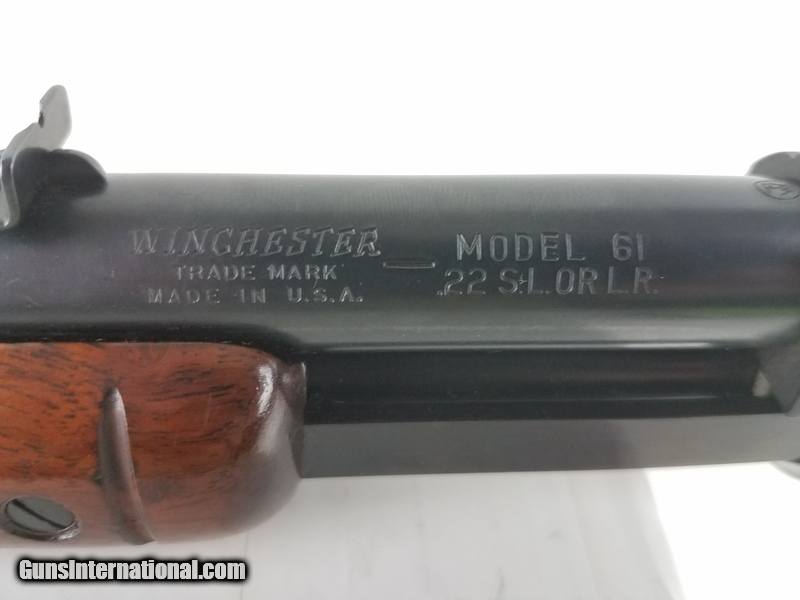 WINCHESTER — MODEL 61
TRADE MARK .22 S.L.OR L.R.
MADE IN U.S.A.
GunsInternational.com